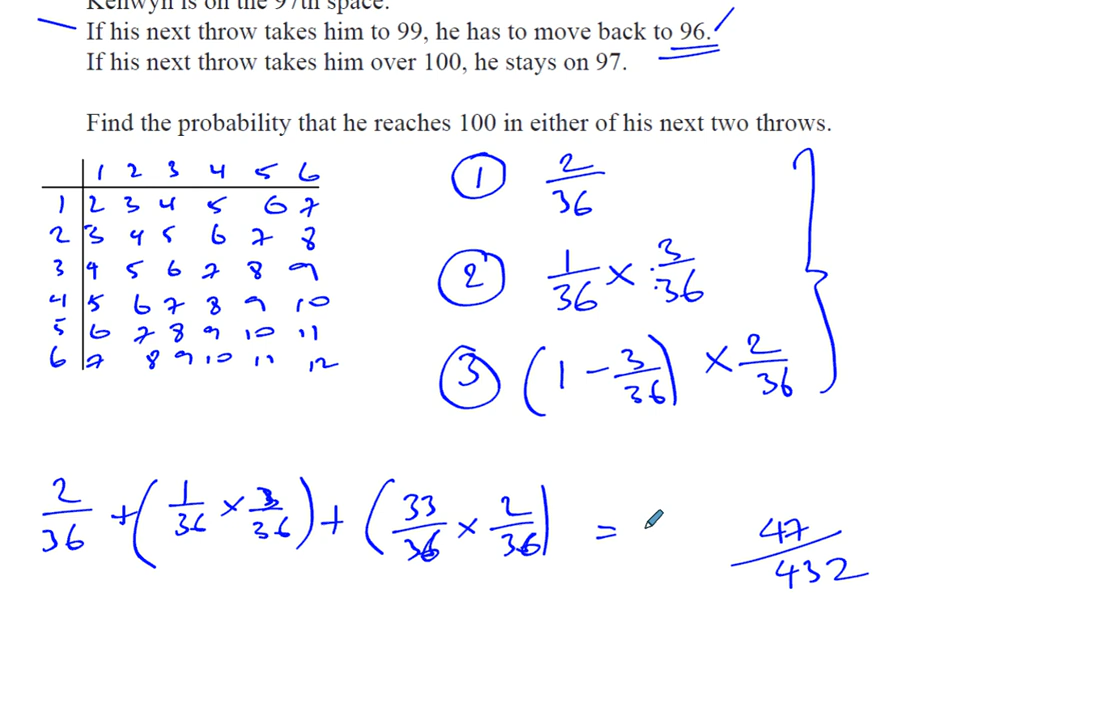 Kenwyn is on the 97th space.
If his next throw takes him to 99, he has to move back to 96.
If his next throw takes him over 100, he stays on 97.
Find the probability that he reaches 100 in either of his next two throws.
1 2 3 4 5 6
1 2 3 4 5 6 7
2 3 4 5 6 7 8
3 4 5 6 7 8 9
4 5 6 7 8 9 10
5 6 7 8 9 10 11
6 7 8 9 10 11 12
① 2/36
② 1/36 × 3/36
③ (1 - 3/36) × 2/36
2/36 + (1/36 × 3/36) + (33/36 × 2/36) = 47/432